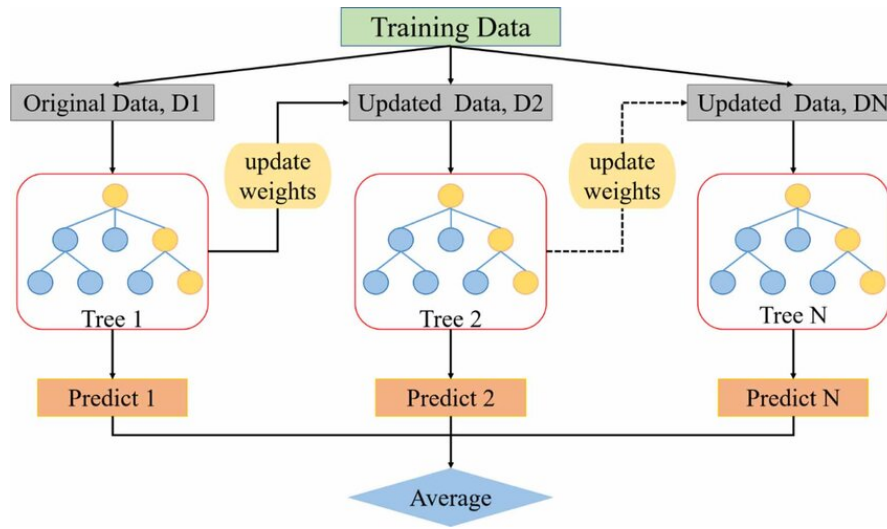 Training Data
Original Data, D1
Updated Data, D2
Updated Data, DN
update
weights
update
weights
Tree 1
Tree 2
Tree N
Predict 1
Predict 2
Predict N
Average